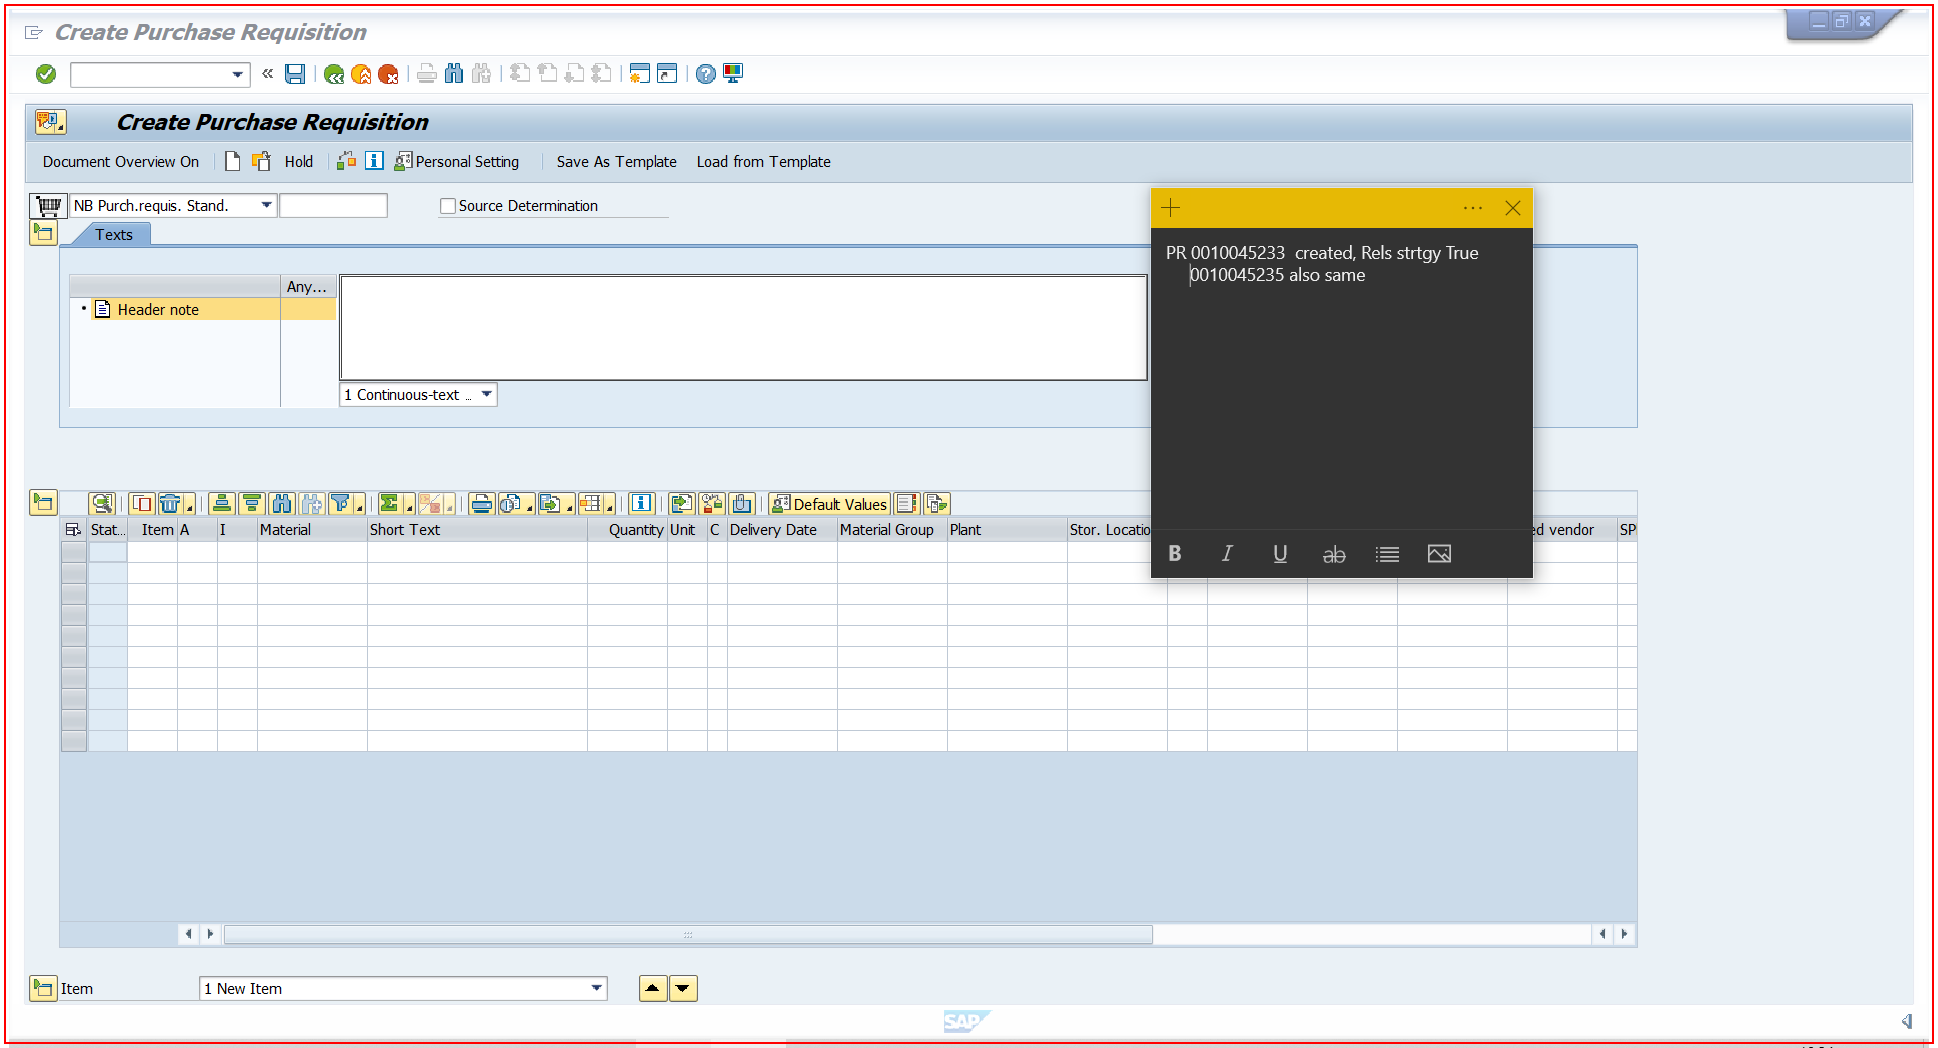 Create Purchase Requisition
Create Purchase Requisition
Document Overview On Hold Personal Setting Save As Template Load from Template
NB Purch.requis. Stand. Source Determination
Texts
Any...
Header note
1 Continuous-text ..
PR 0010045233 created, Rels strtgy True
0010045235 also same
B I U ab
Default Values
Stat... Item A I Material Short Text Quantity Unit C Delivery Date Material Group Plant Stor. Locatio ed vendor SP
Item 1 New Item
SAP